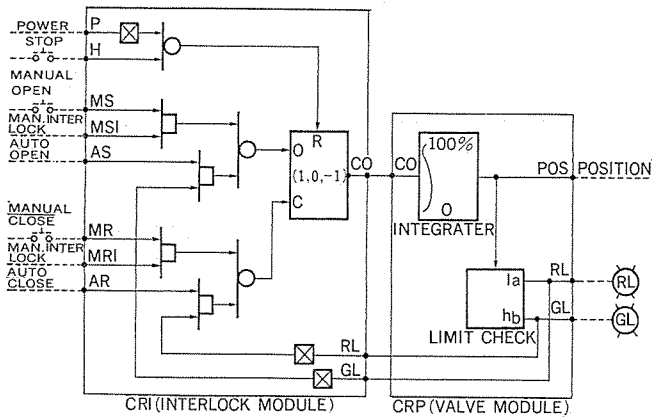 POWER
P
STOP
H
MANUAL
OPEN
MS
MAN.INTER
LOCK
MSI
AUTO
OPEN
AS
MANUAL
CLOSE
MR
MAN.INTER
LOCK
MRI
AUTO
CLOSE
AR
R
O
(1,0,-1)
C
CO
CO
100%
O
INTEGRATER
POS
POSITION
la
hb
LIMIT CHECK
RL
RL
GL
GL
RL
GL
CRI (INTERLOCK MODULE)
CRP (VALVE MODULE)